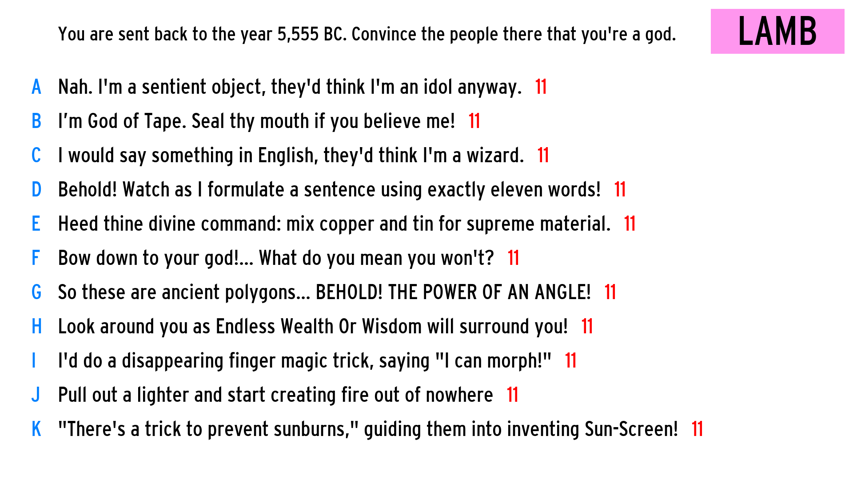 You are sent back to the year 5,555 BC. Convince the people there that you're a god.
LAMB
A Nah. I'm a sentient object, they'd think I'm an idol anyway. 11
B I’m God of Tape. Seal thy mouth if you believe me! 11
C I would say something in English, they'd think I'm a wizard. 11
D Behold! Watch as I formulate a sentence using exactly eleven words! 11
E Heed thine divine command: mix copper and tin for supreme material. 11
F Bow down to your god!... What do you mean you won't? 11
G So these are ancient polygons... BEHOLD! THE POWER OF AN ANGLE! 11
H Look around you as Endless Wealth Or Wisdom will surround you! 11
I I'd do a disappearing finger magic trick, saying "I can morph!" 11
J Pull out a lighter and start creating fire out of nowhere 11
K "There's a trick to prevent sunburns," guiding them into inventing Sun-Screen! 11